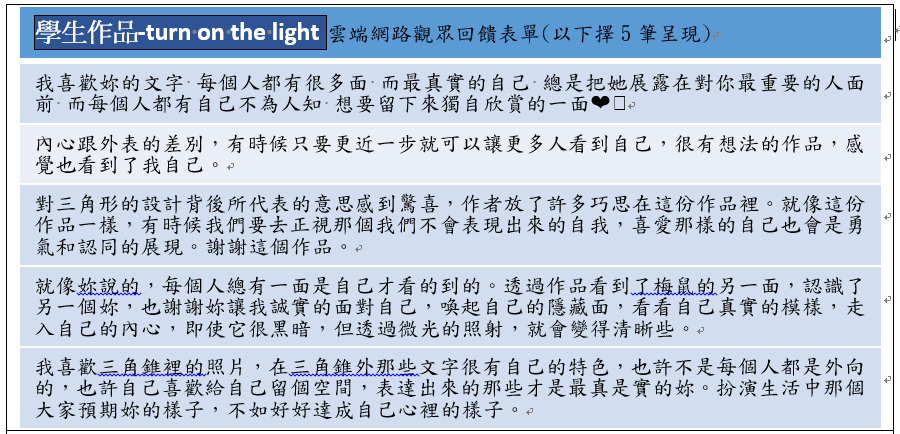 學生作品-turn on the light 雲端網路觀眾回饋表單(以下擇 5 筆呈現)
我喜歡妳的文字 每個人都有很多面 而最真實的自己 總是把她展露在對你最重要的人面
前 而每個人都有自己不為人知 想要留下來獨自欣賞的一面❤
內心跟外表的差別，有時候只要更近一步就可以讓更多人看到自己，很有想法的作品，感
覺也看到了我自己。
對三角形的設計背後所代表的意思感到驚喜，作者放了許多巧思在這份作品裡。就像這份
作品一樣，有時候我們要去正視那個我們不會表現出來的自我，喜愛那樣的自己也會是勇
氣和認同的展現。謝謝這個作品。
就像妳說的，每個人總有一面是自己才看的到的。透過作品看到了梅鼠的另一面，認識了
另一個妳，也謝謝妳讓我誠實的面對自己，喚起自己的隱藏面，看看自己真實的模樣，走
入自己的內心，即使它很黑暗，但透過微光的照射，就會變得清晰些。
我喜歡三角錐裡的照片，在三角錐外那些文字很有自己的特色，也許不是每個人都是外向
的，也許自己喜歡給自己留個空間，表達出來的那些才是最真是實的妳。扮演生活中那個
大家預期妳的樣子，不如好好達成自己心裡的樣子。